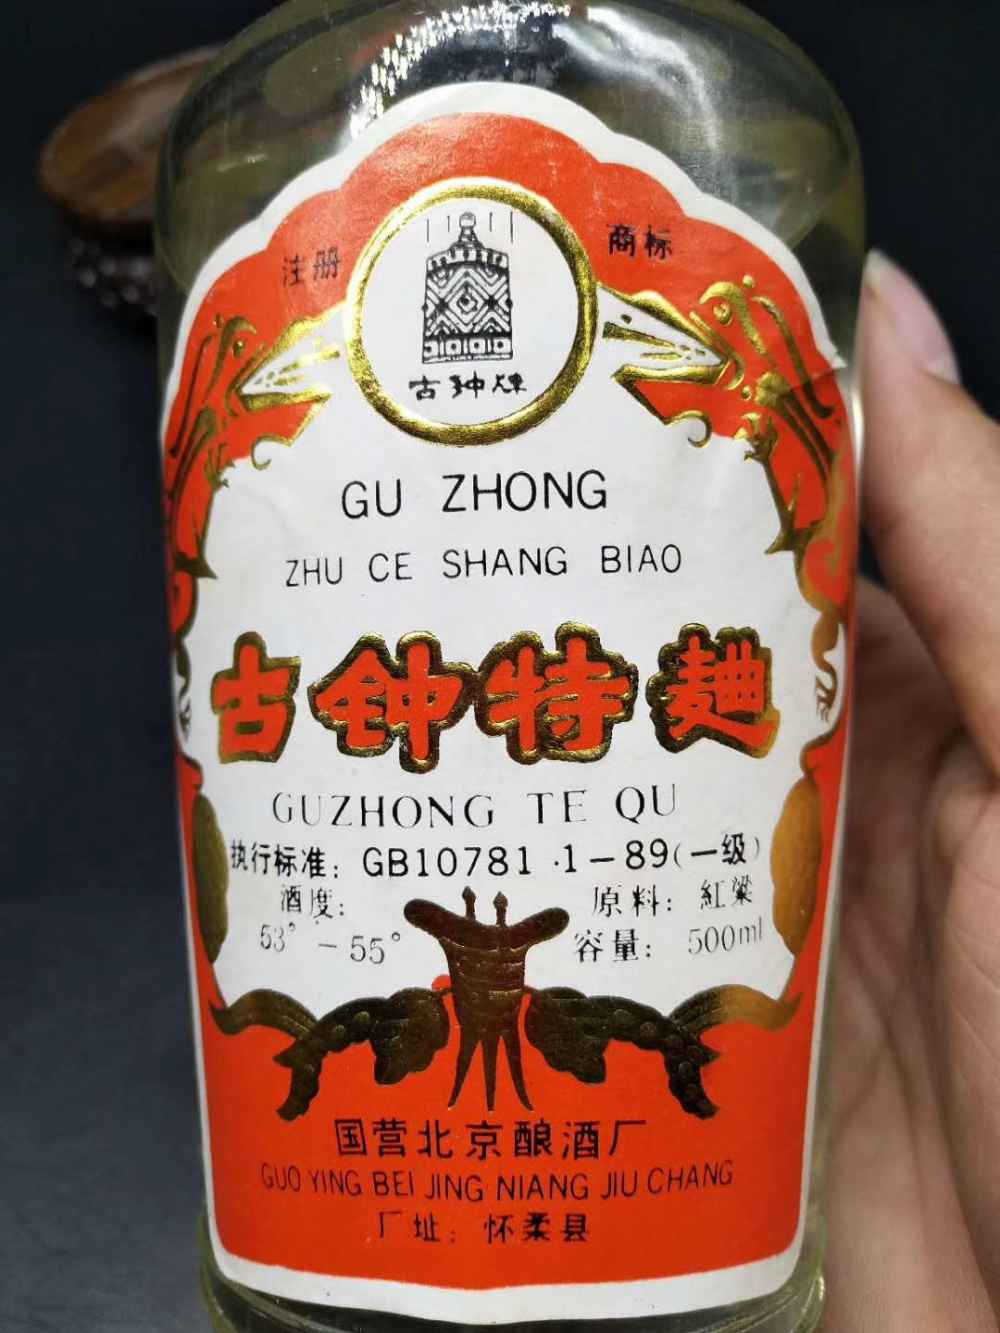 注册 商标
古钟牌
GU ZHONG
ZHU CE SHANG BIAO
古钟特麯
GUZHONG TE QU
执行标准：GB10781·1－89(一级)
酒度： 原料：紅粱
53°－55° 容量：500ml
国营北京酿酒厂
GUO YING BEI JING NIANG JIU CHANG
厂址：怀柔县